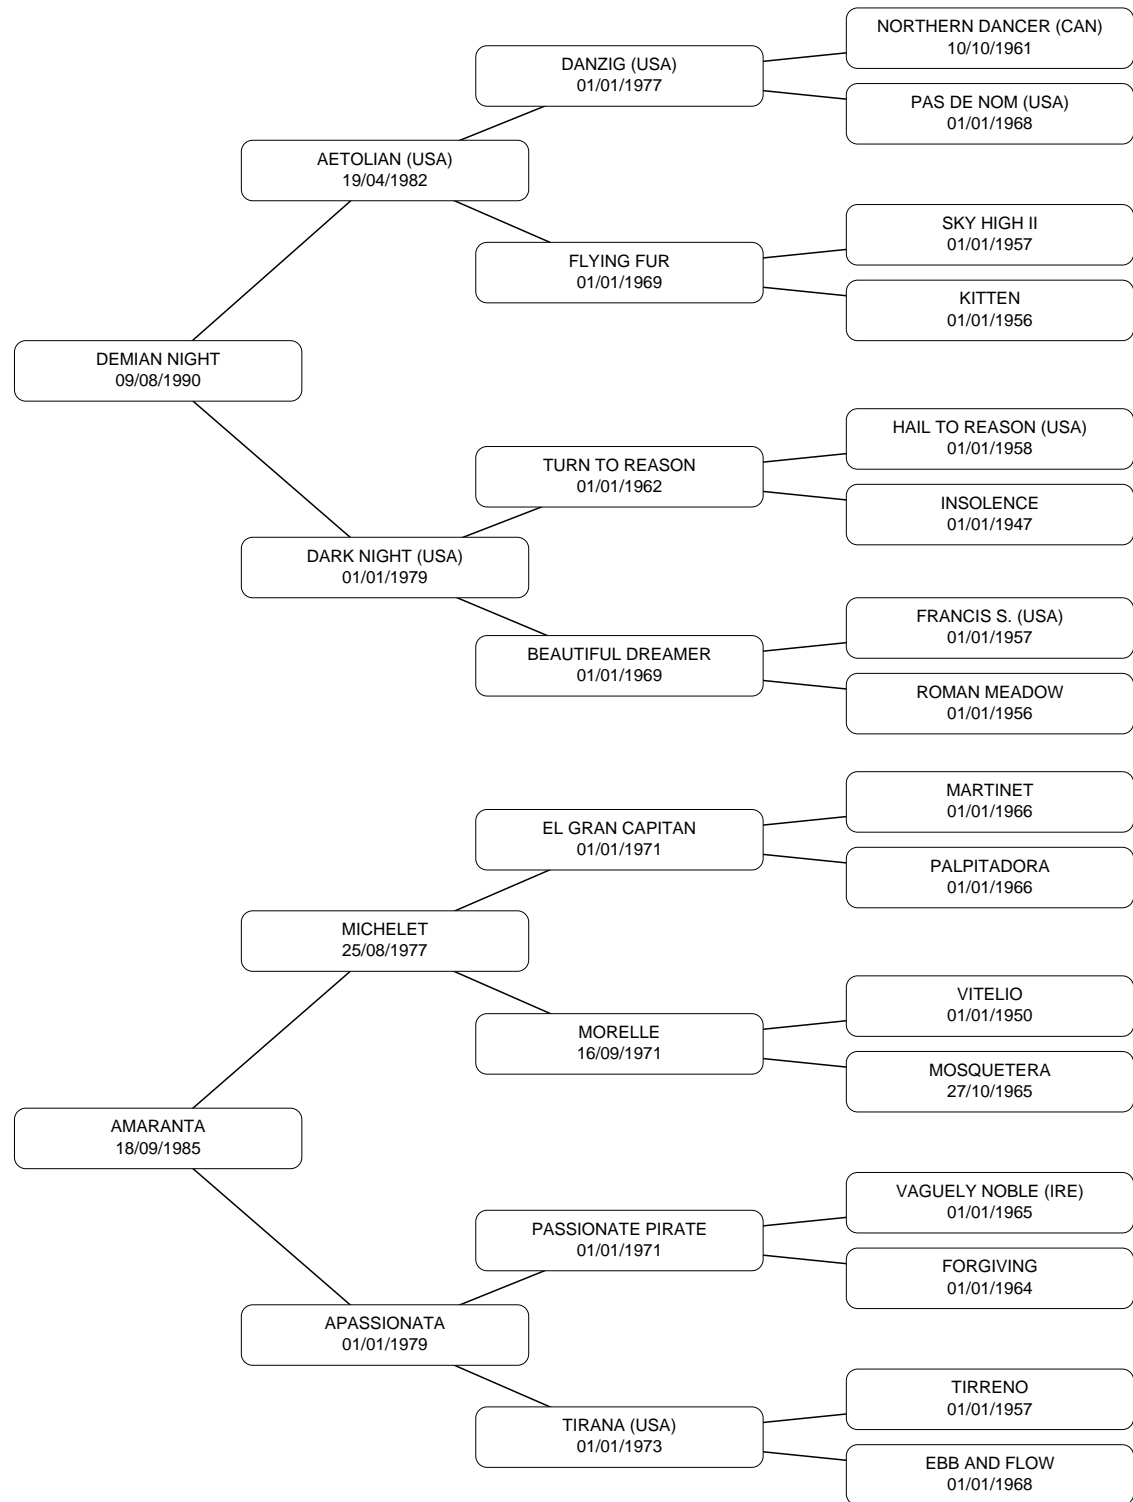 NORTHERN DANCER (CAN)
10/10/1961
DANZIG (USA)
01/01/1977
PAS DE NOM (USA)
01/01/1968
AETOLIAN (USA)
19/04/1982
SKY HIGH II
01/01/1957
FLYING FUR
01/01/1969
KITTEN
01/01/1956
DEMIAN NIGHT
09/08/1990
HAIL TO REASON (USA)
01/01/1958
TURN TO REASON
01/01/1962
INSOLENCE
01/01/1947
DARK NIGHT (USA)
01/01/1979
FRANCIS S. (USA)
01/01/1957
BEAUTIFUL DREAMER
01/01/1969
ROMAN MEADOW
01/01/1956
MARTINET
01/01/1966
EL GRAN CAPITAN
01/01/1971
PALPITADORA
01/01/1966
MICHELET
25/08/1977
VITELIO
01/01/1950
MORELLE
16/09/1971
MOSQUETERA
27/10/1965
AMARANTA
18/09/1985
VAGUELY NOBLE (IRE)
01/01/1965
PASSIONATE PIRATE
01/01/1971
FORGIVING
01/01/1964
APASSIONATA
01/01/1979
TIRRENO
01/01/1957
TIRANA (USA)
01/01/1973
EBB AND FLOW
01/01/1968